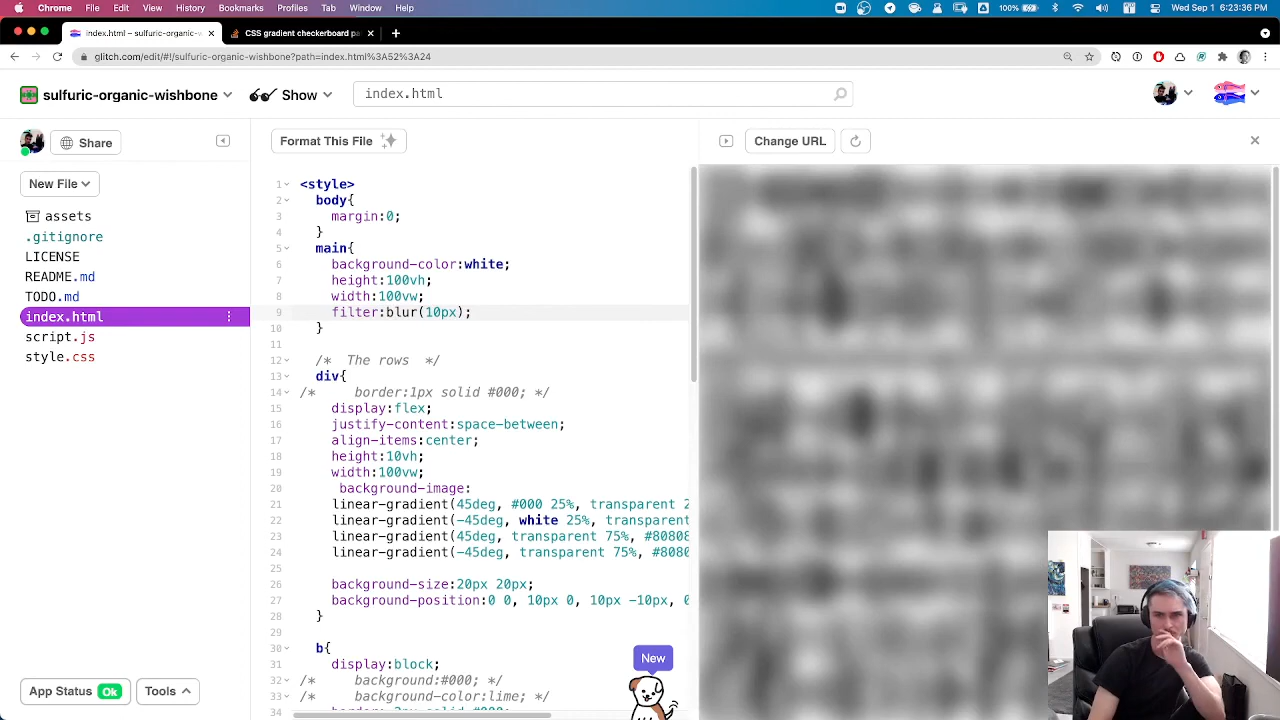 Chrome File Edit View History Bookmarks Profiles Tab Window Help
100% Wed Sep 1 6:23:36 PM
index.html – sulfuric-organic-w
CSS gradient checkerboard pa
glitch.com/edit/#!/sulfuric-organic-wishbone?path=index.html%3A52%3A24
sulfuric-organic-wishbone Show index.html
Share Format This File Change URL
New File
assets
.gitignore
LICENSE
README.md
TODO.md
index.html
script.js
style.css
1 <style>
2 body{
3 margin:0;
4 }
5 main{
6 background-color:white;
7 height:100vh;
8 width:100vw;
9 filter:blur(10px);
10 }
11
12 /* The rows */
13 div{
14 /* border:1px solid #000; */
15 display:flex;
16 justify-content:space-between;
17 align-items:center;
18 height:10vh;
19 width:100vw;
20 background-image:
21 linear-gradient(45deg, #000 25%, transparent 2
22 linear-gradient(-45deg, white 25%, transparent
23 linear-gradient(45deg, transparent 75%, #80808
24 linear-gradient(-45deg, transparent 75%, #8080
25
26 background-size:20px 20px;
27 background-position:0 0, 10px 0, 10px -10px, 0
28 }
29
30 b{
31 display:block;
32 /* background:#000; */
33 /* background-color:lime; */
34
New
App Status Ok Tools